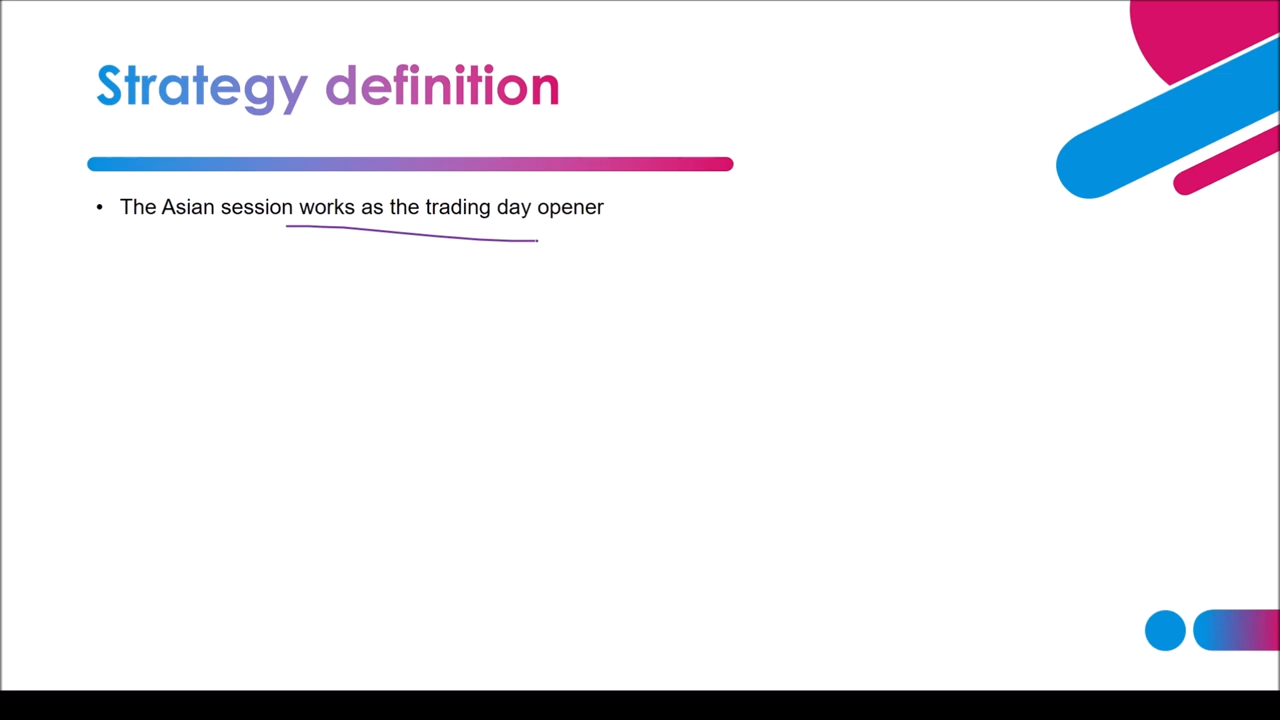 Strategy definition
• The Asian session works as the trading day opener